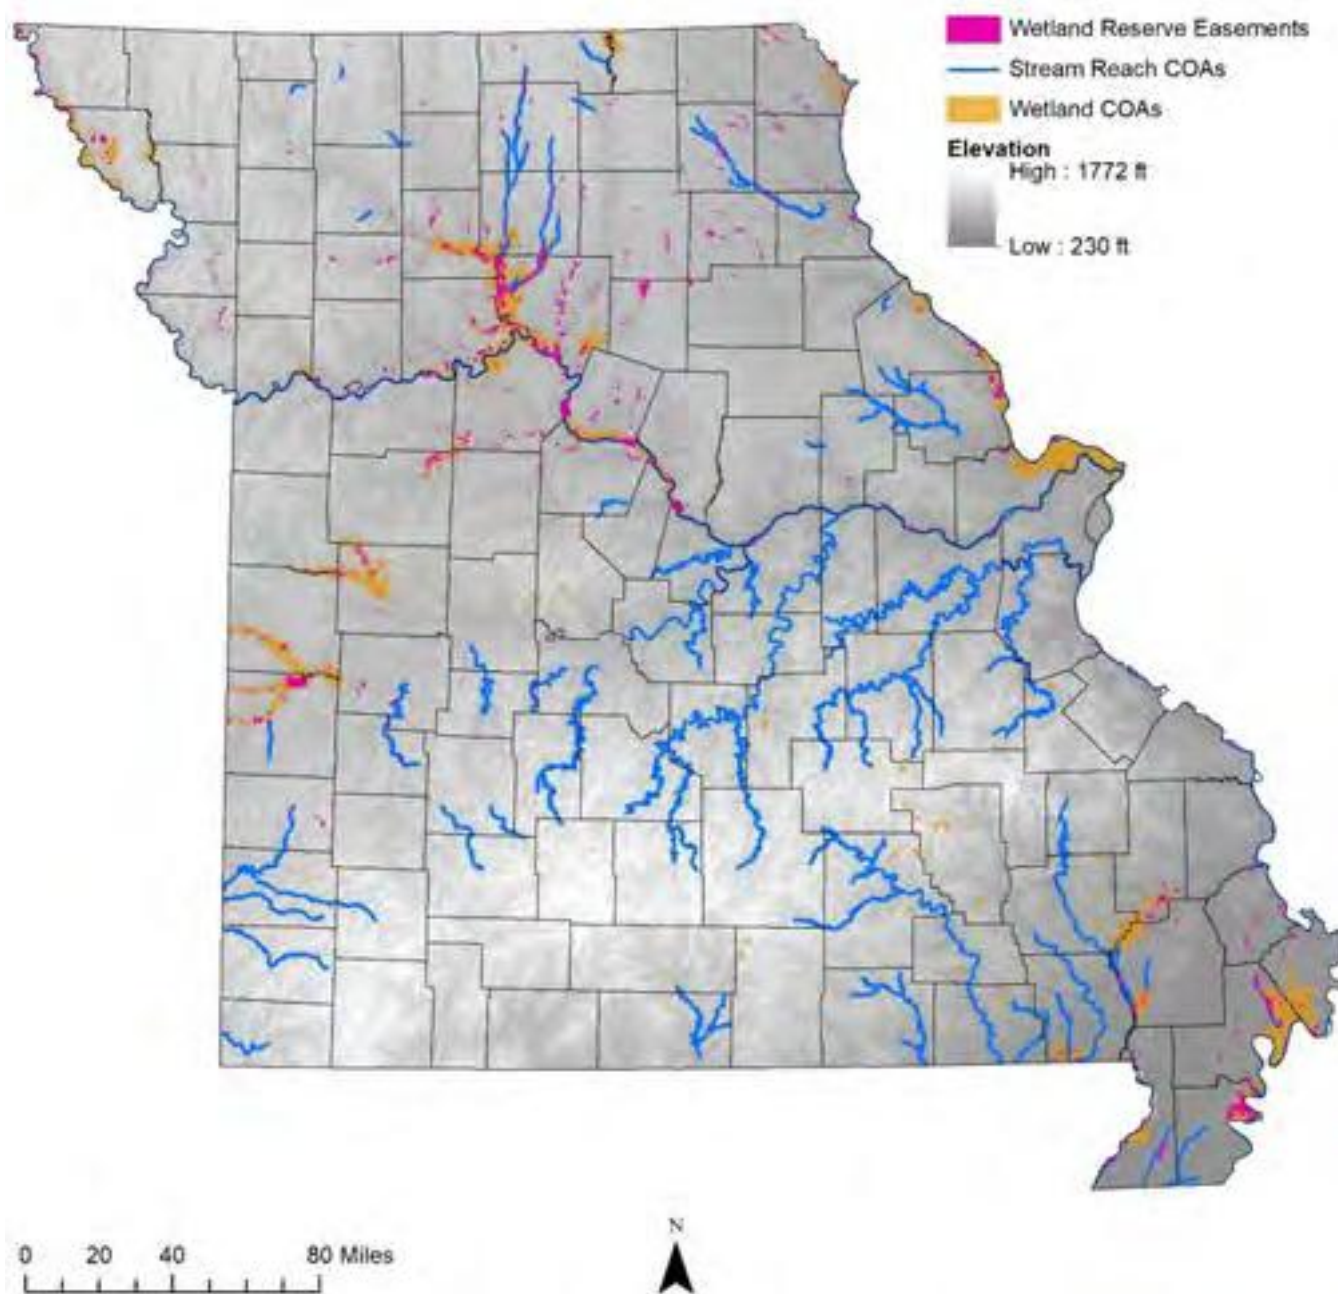 Wetland Reserve Easements
Stream Reach COAs
Wetland COAs
Elevation
High : 1772 ft
Low : 230 ft
N
0 20 40 80 Miles